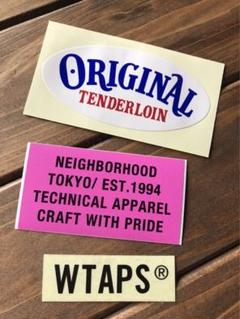 ORIGINAL
TENDERLOIN
NEIGHBORHOOD
TOKYO/ EST.1994
TECHNICAL APPAREL
CRAFT WITH PRIDE
WTAPS®